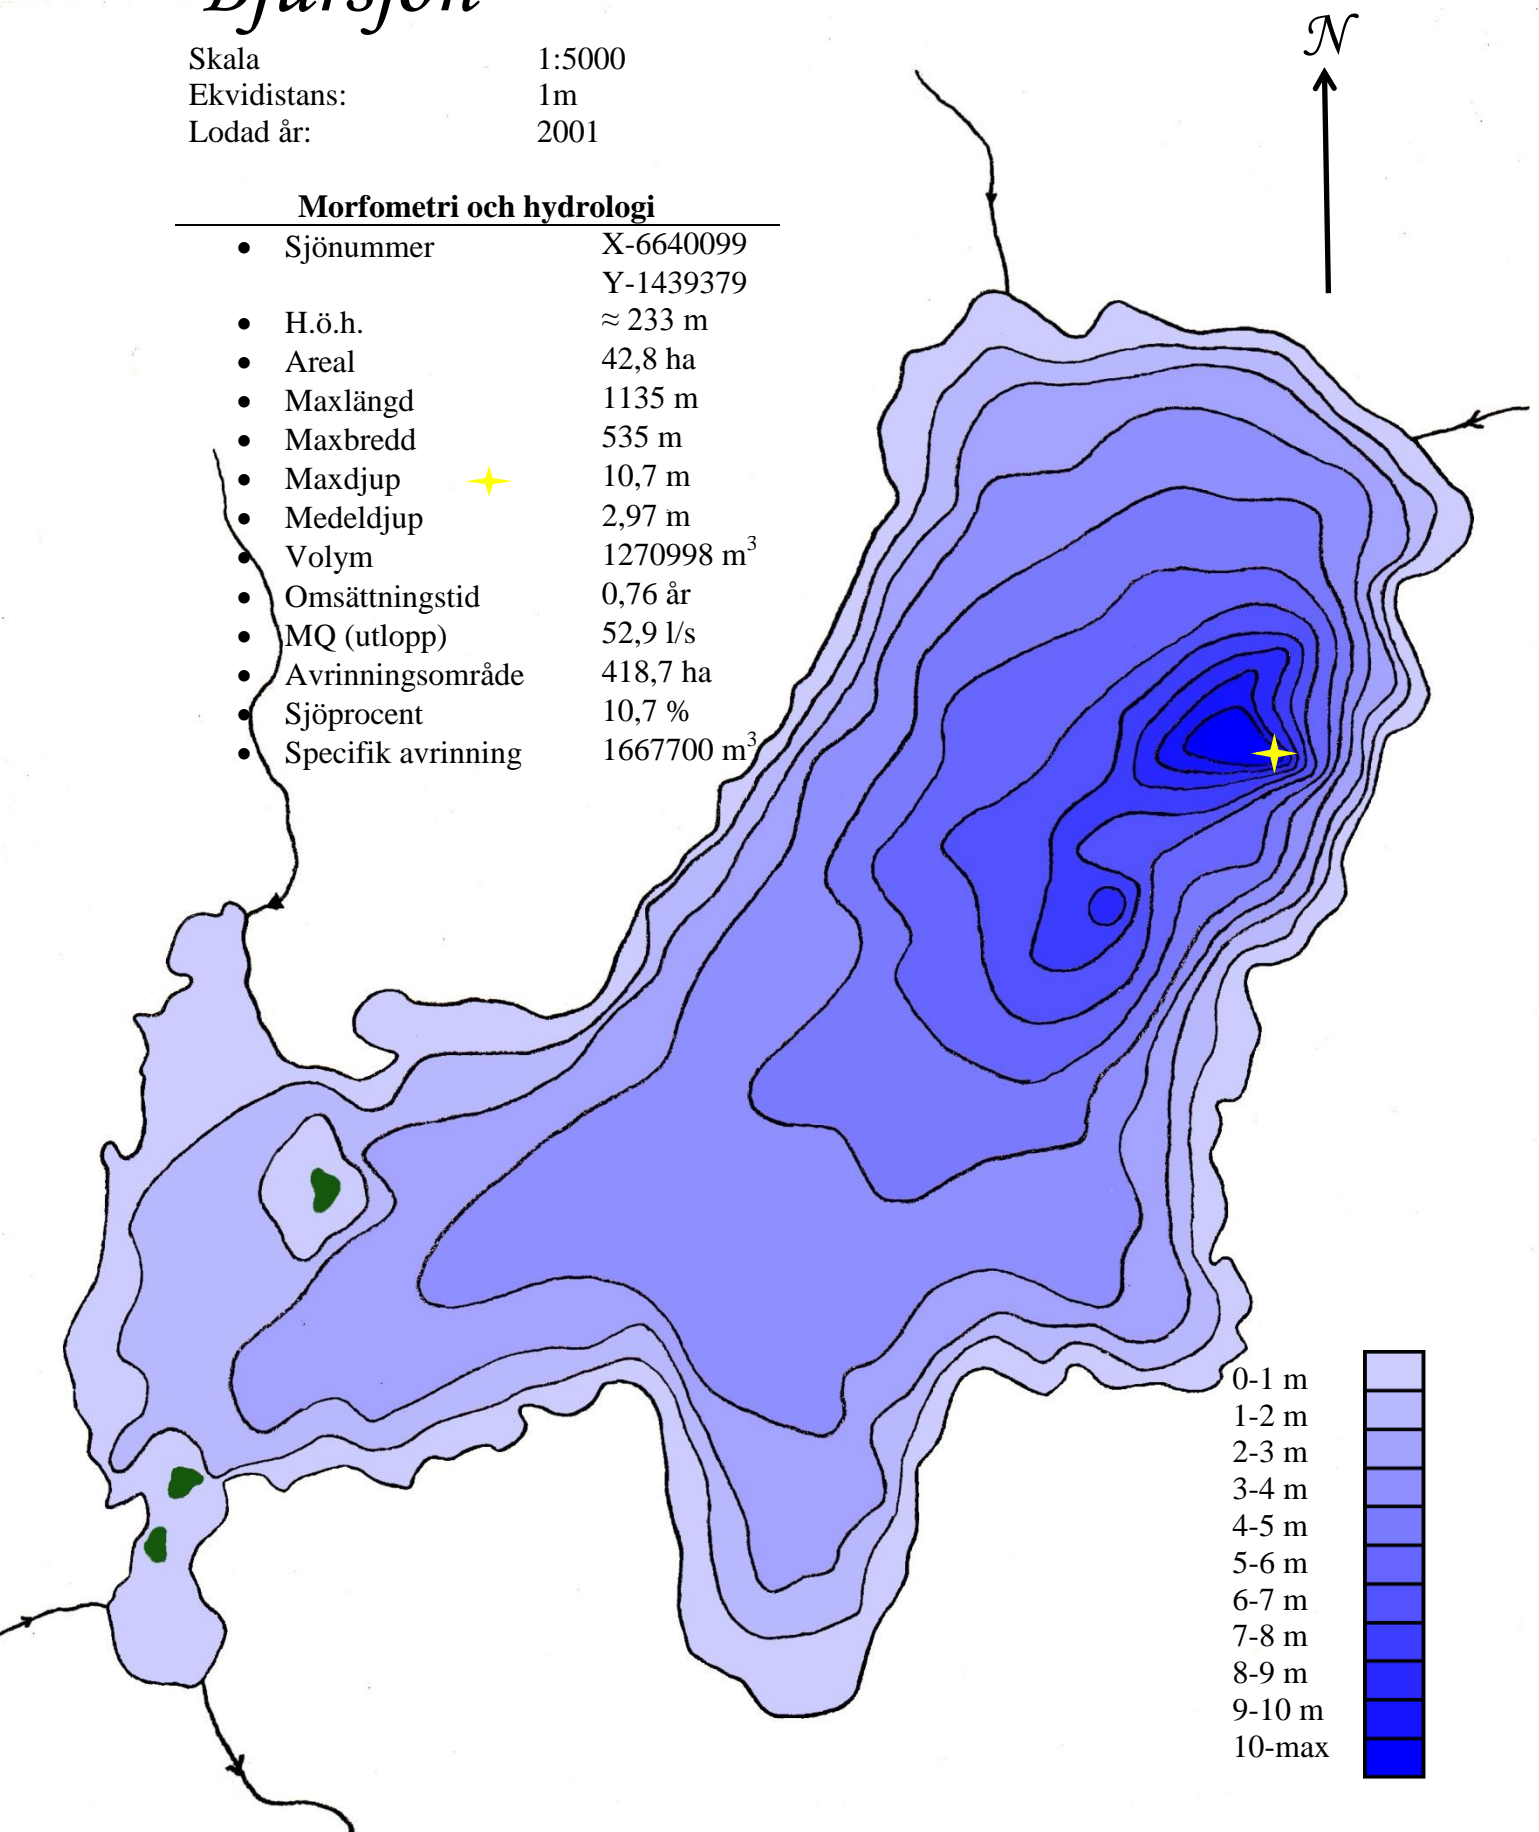 Skala 1:5000
Ekvidistans: 1m
Lodad år: 2001
N
Morfometri och hydrologi
• Sjönummer X-6640099
Y-1439379
• H.ö.h. ≈ 233 m
• Areal 42,8 ha
• Maxlängd 1135 m
• Maxbredd 535 m
• Maxdjup 10,7 m
• Medeldjup 2,97 m
• Volym 1270998 m³
• Omsättningstid 0,76 år
• MQ (utlopp) 52,9 l/s
• Avrinningsområde 418,7 ha
• Sjöprocent 10,7 %
• Specifik avrinning 1667700 m³
0-1 m
1-2 m
2-3 m
3-4 m
4-5 m
5-6 m
6-7 m
7-8 m
8-9 m
9-10 m
10-max